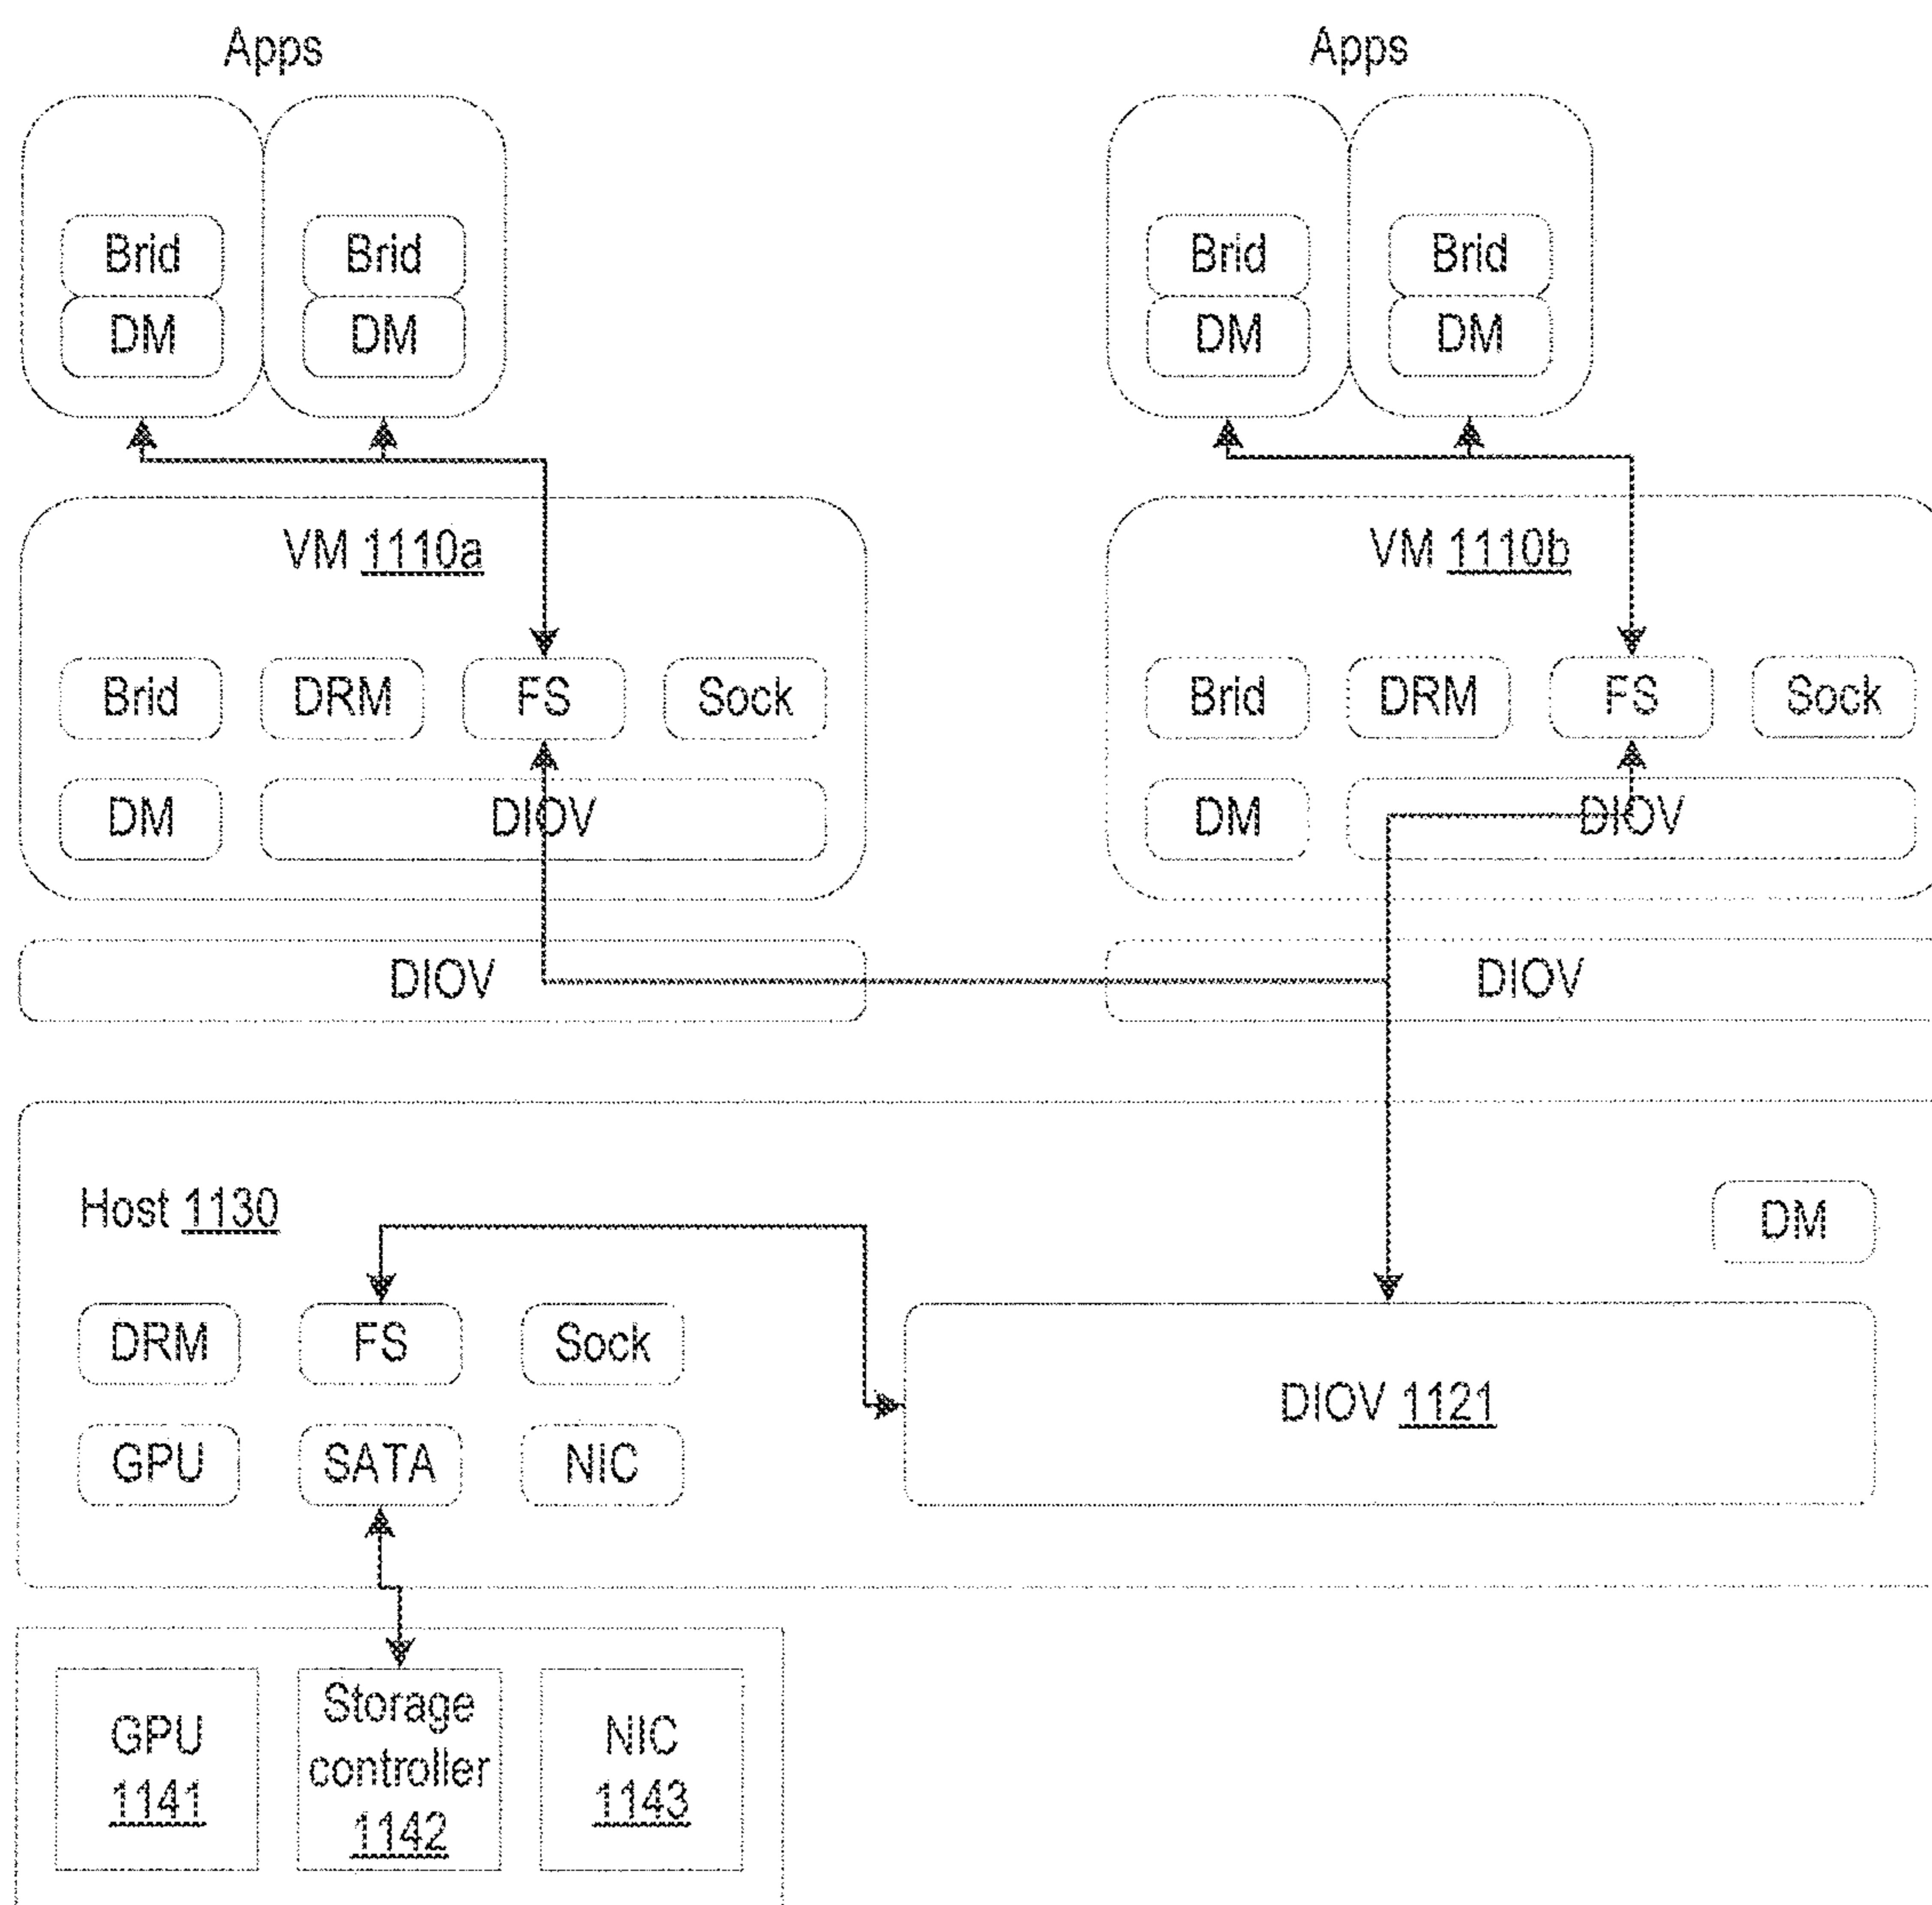 Apps
Apps
Brid
Brid
Brid
Brid
DM
DM
DM
DM
VM 1110a
VM 1110b
Brid
DRM
FS
Sock
Brid
DRM
FS
Sock
DM
DIOV
DM
DIOV
DIOV
DIOV
Host 1130
DM
DRM
FS
Sock
DIOV 1121
GPU
SATA
NIC
GPU
1141
Storage
controller
1142
NIC
1143